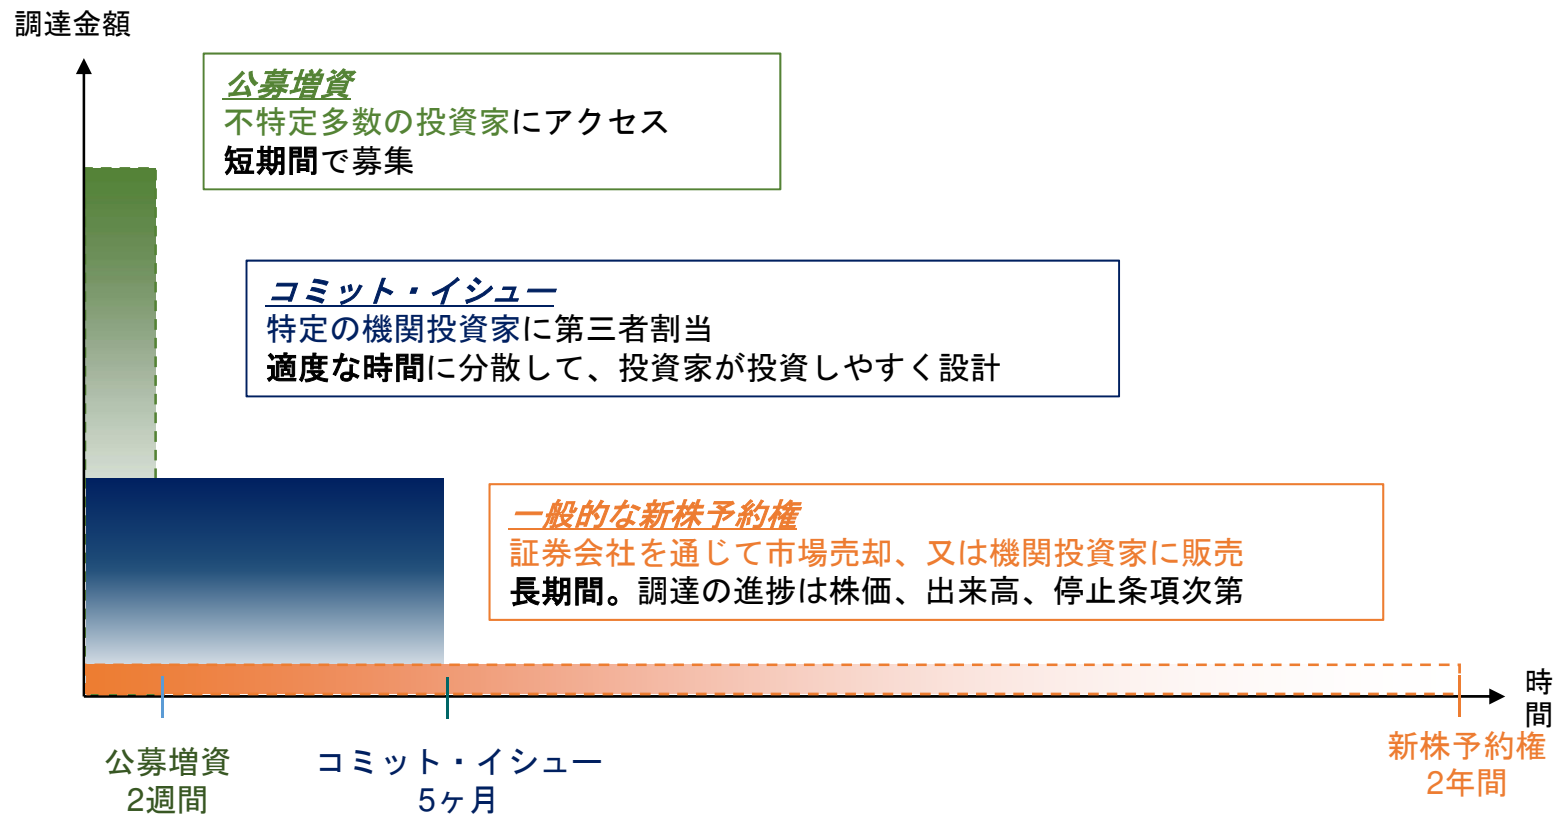 調達金額
公募増資
不特定多数の投資家にアクセス
短期間で募集
コミット・イシュー
特定の機関投資家に第三者割当
適度な時間に分散して、投資家が投資しやすく設計
一般的な新株予約権
証券会社を通じて市場売却、又は機関投資家に販売
長期間。調達の進捗は株価、出来高、停止条項次第
時
間
公募増資
2週間
コミット・イシュー
5ヶ月
新株予約権
2年間